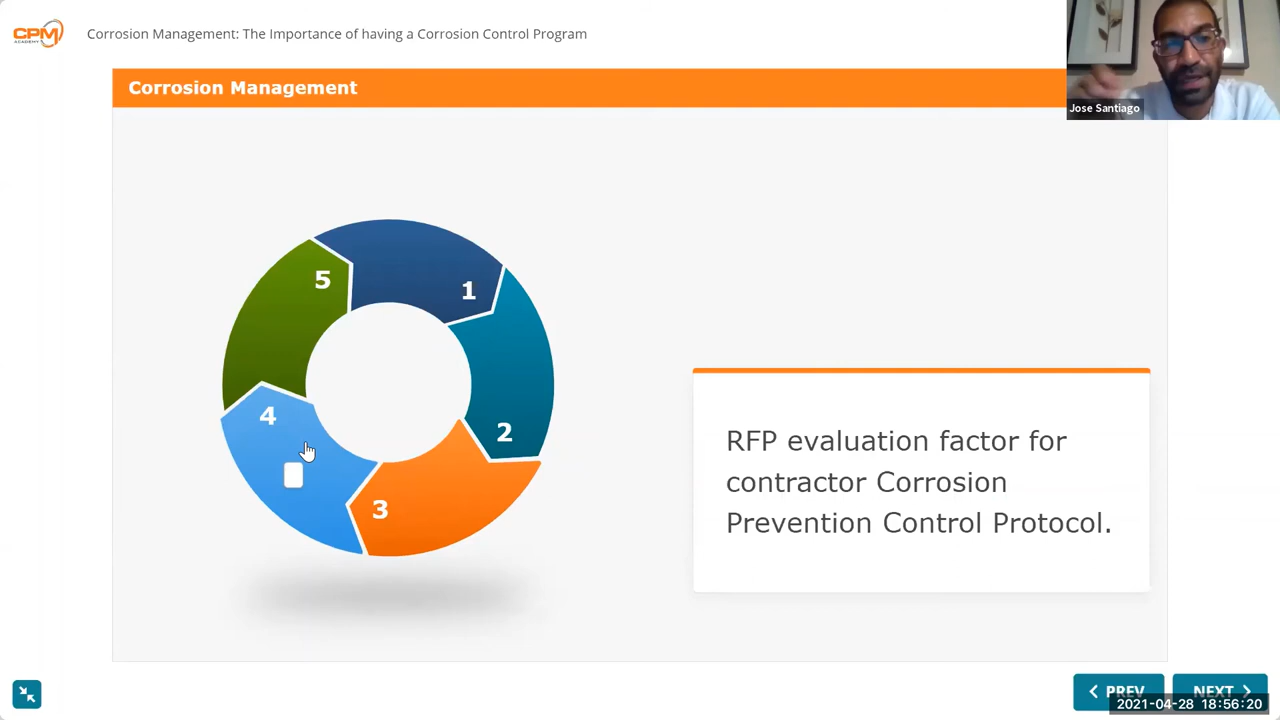 CPM
ACADEMY
Corrosion Management: The Importance of having a Corrosion Control Program
Corrosion Management
Jose Santiago
5
1
4
2
3
RFP evaluation factor for
contractor Corrosion
Prevention Control Protocol.
PREV
NEXT
2021-04-28 18:56:20